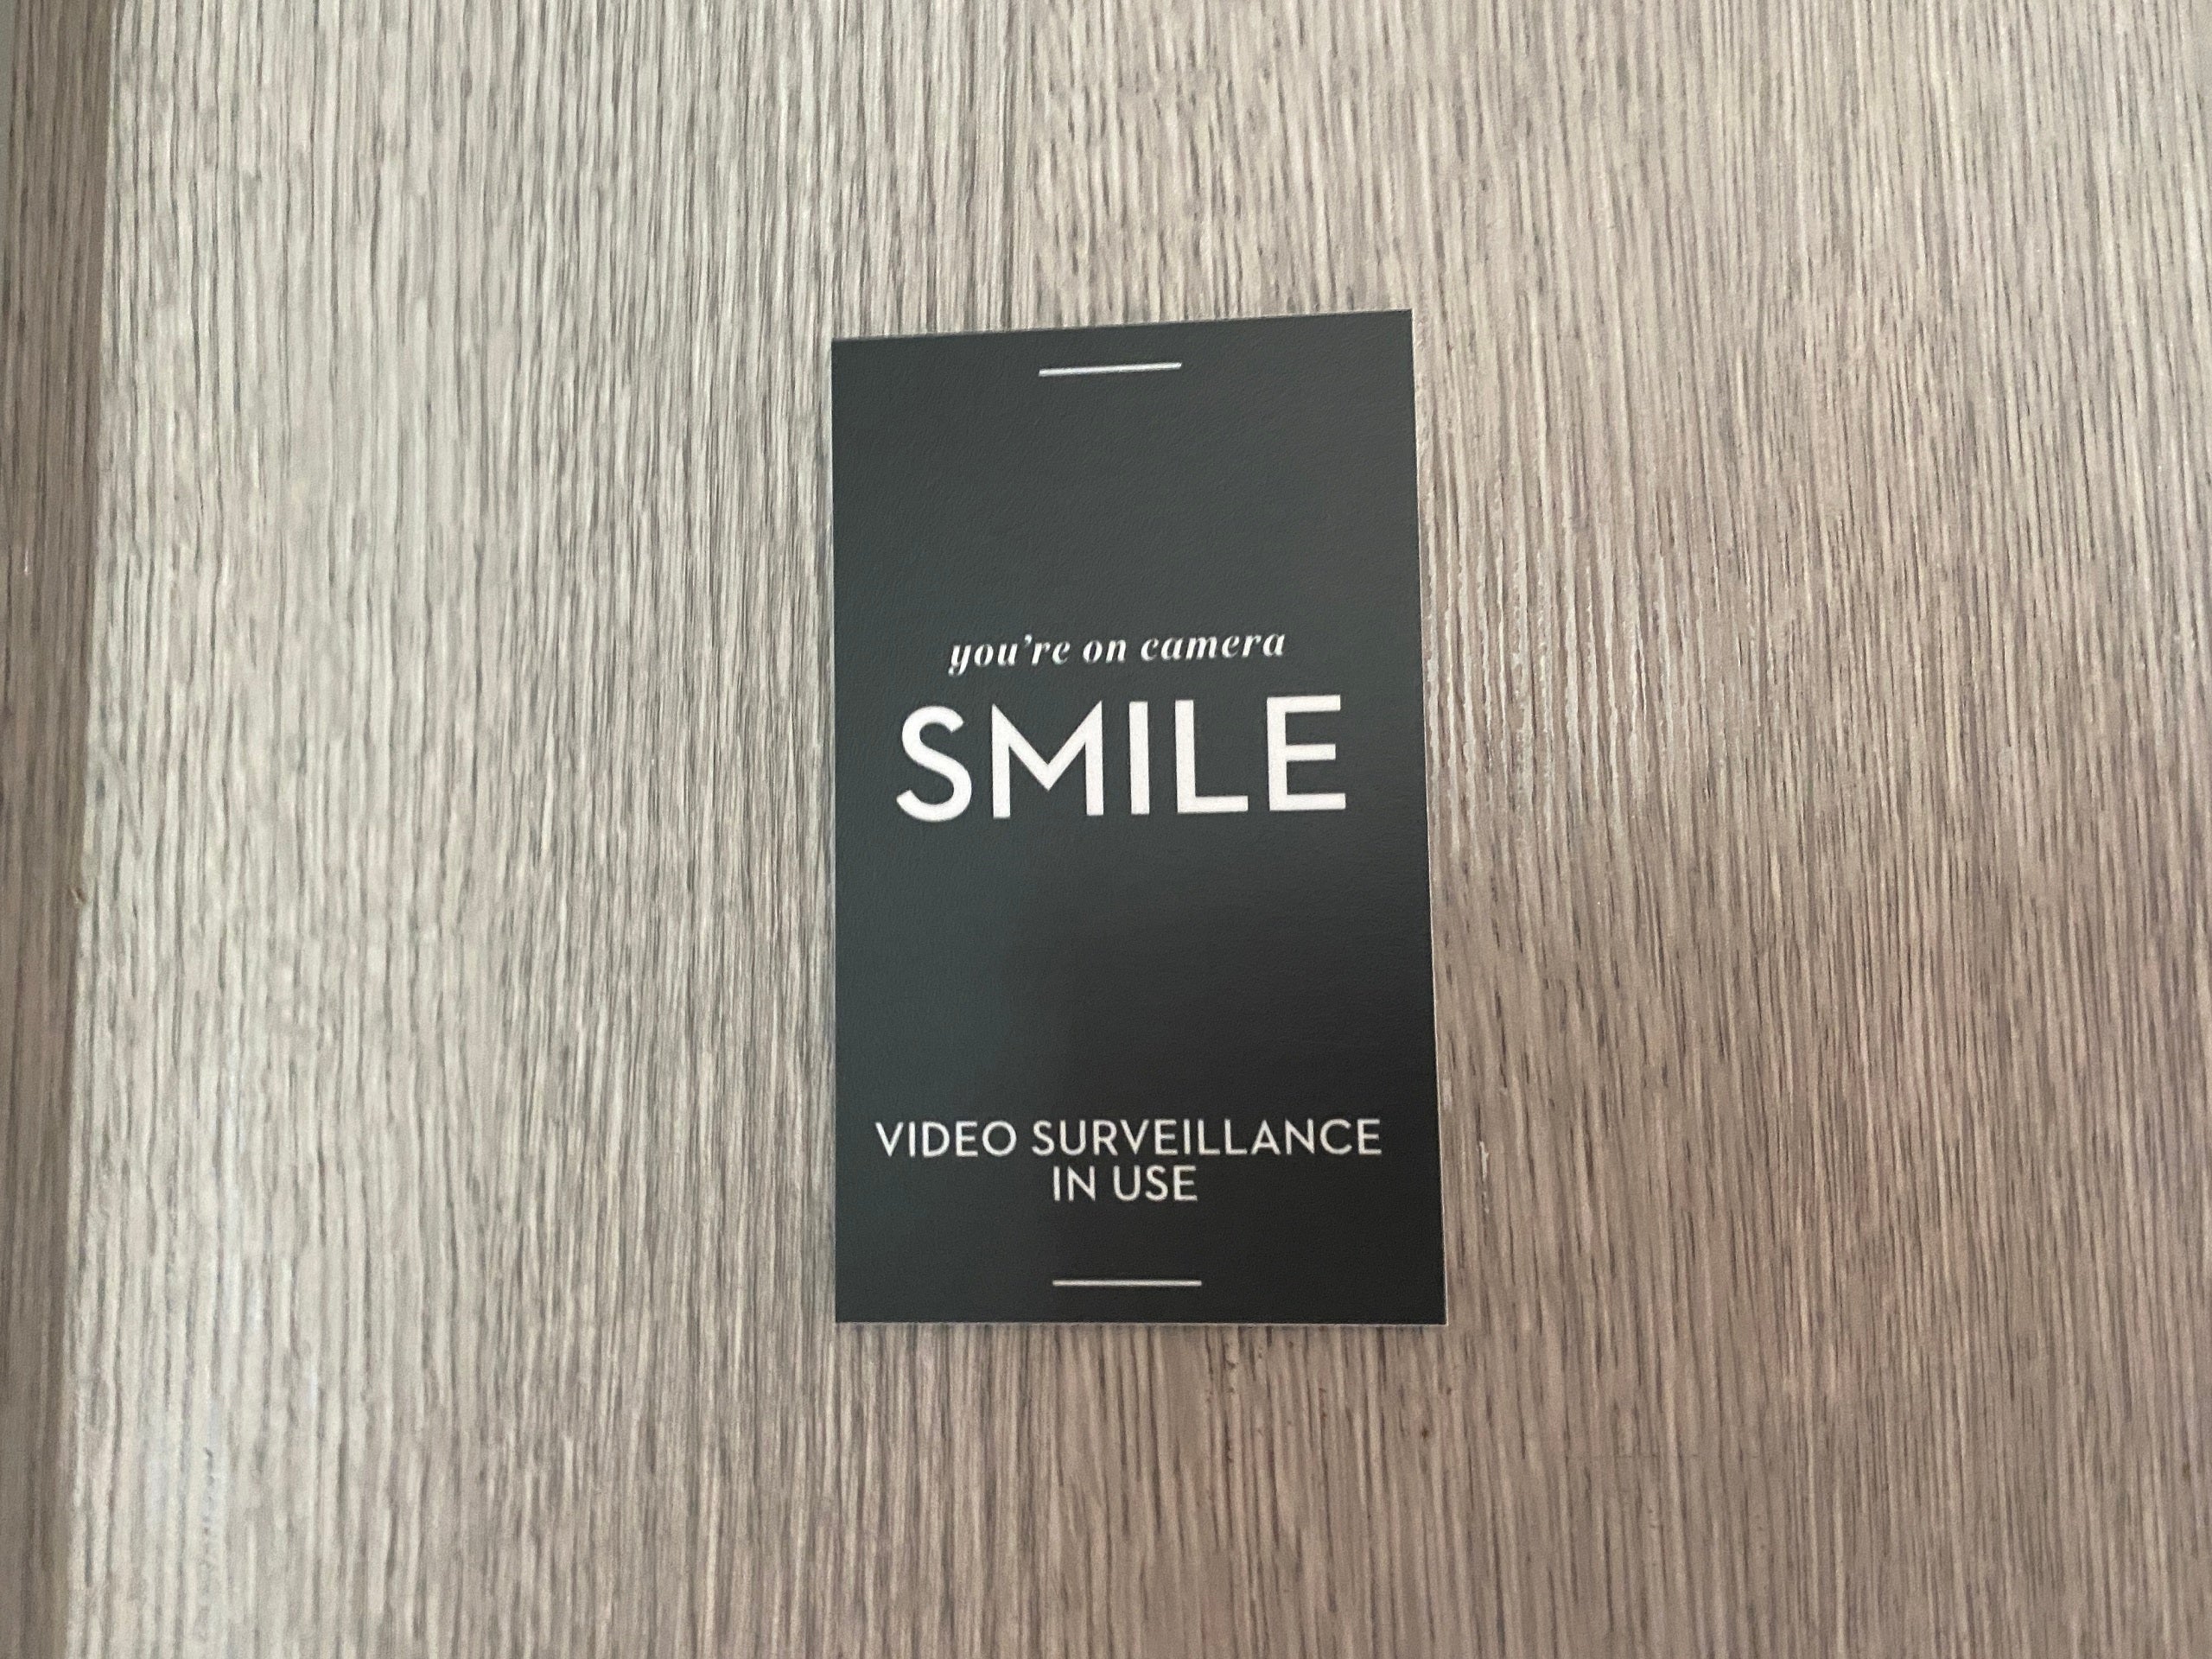 you're on camera
SMILE
VIDEO SURVEILLANCE
IN USE